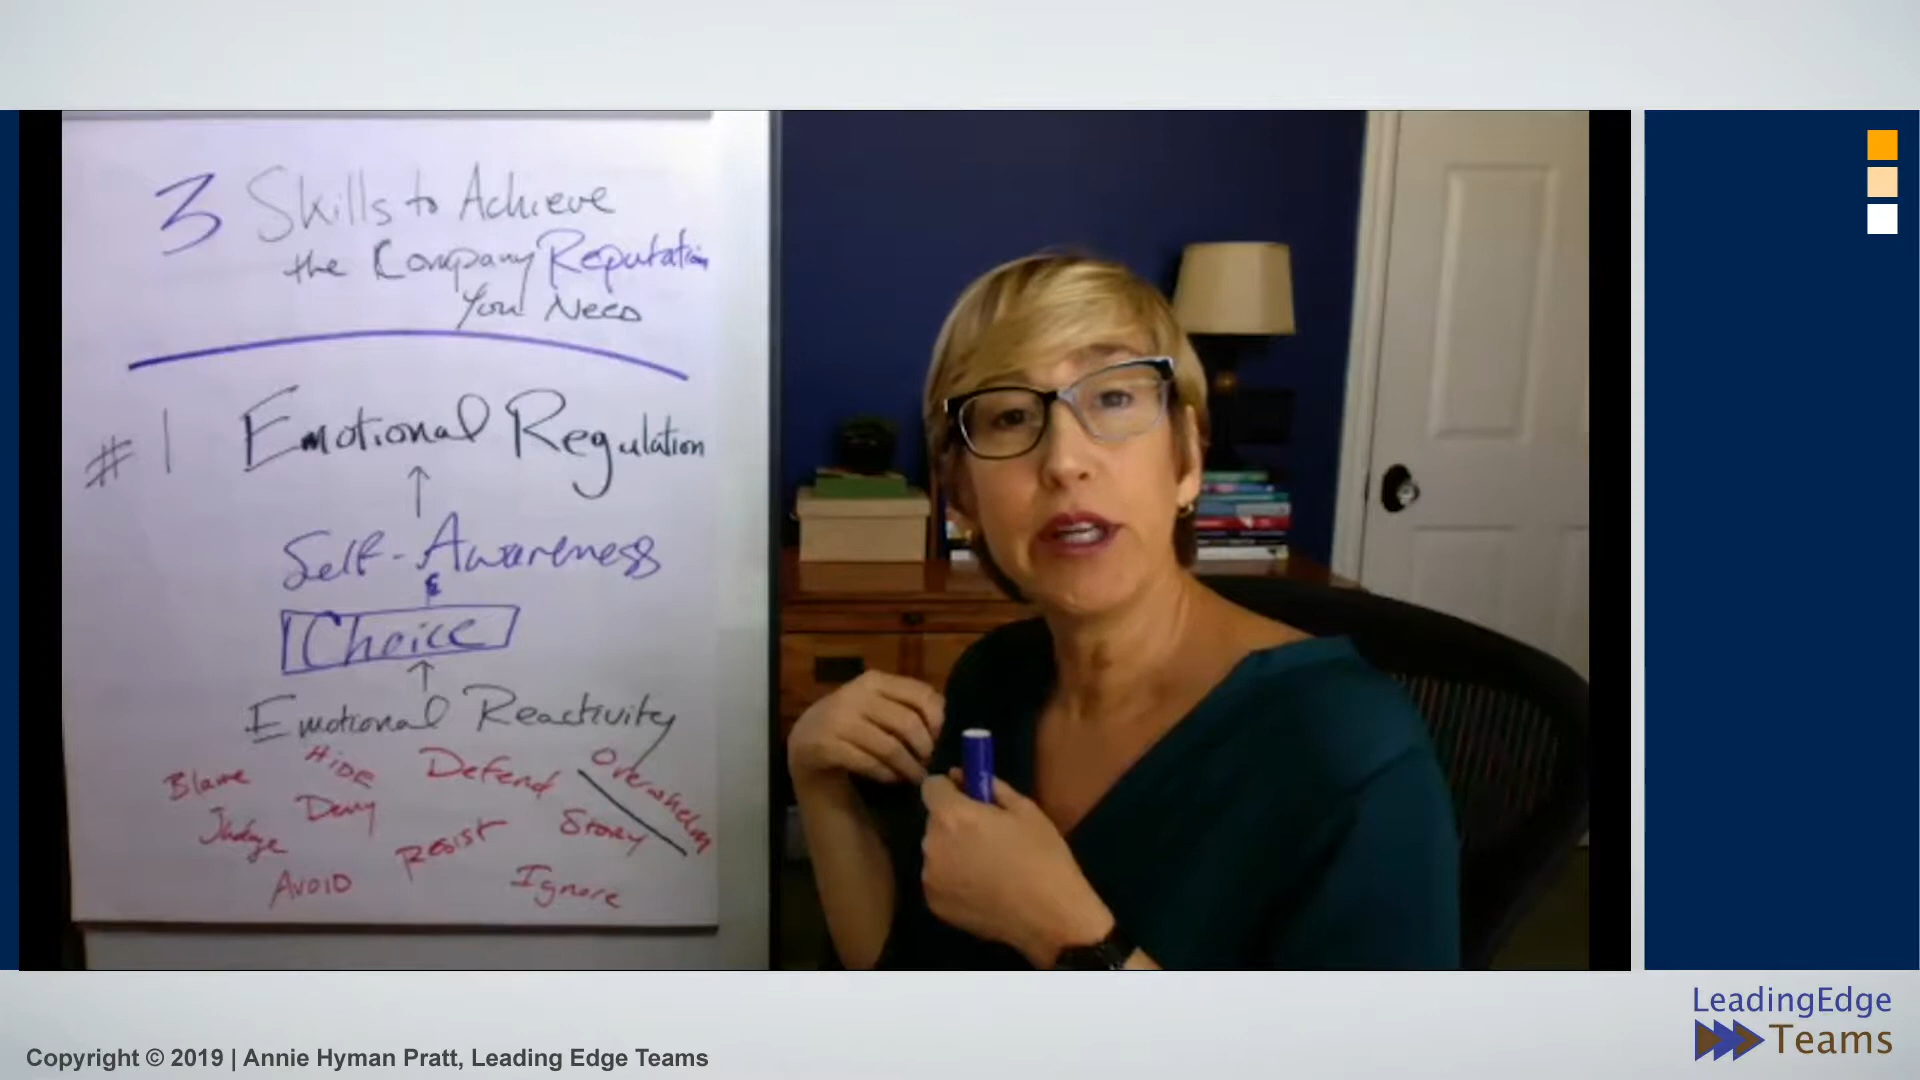 3 Skills to Achieve
the Company Reputation
You Need
#1 Emotional Regulation
Self-Awareness
&
Choice
Emotional Reactivity
Blame HIDE Defend Overwhelm
Judge Deny Resist Story
AVOID Ignore
LeadingEdge
Teams
Copyright © 2019 | Annie Hyman Pratt, Leading Edge Teams